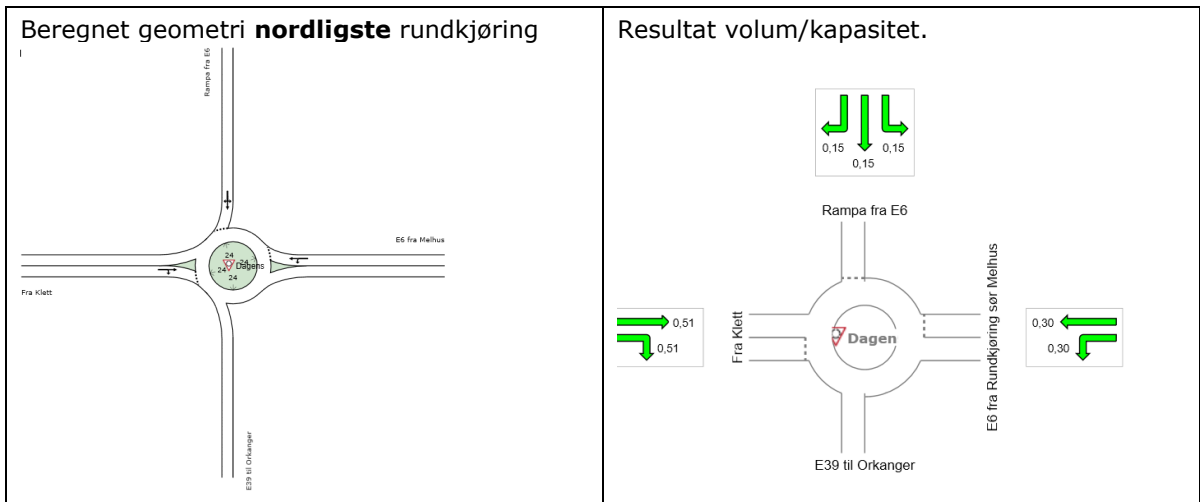 Beregnet geometri nordligste rundkjøring
Rampa fra E6
E6 fra Melhus
24
24
24
24
Dagens
Fra Klett
E39 til Orkanger
Resultat volum/kapasitet.
0,15
0,15
0,15
Rampa fra E6
0,51
0,51
Fra Klett
Dagen
E6 fra Rundkjøring sør Melhus
0,30
0,30
E39 til Orkanger